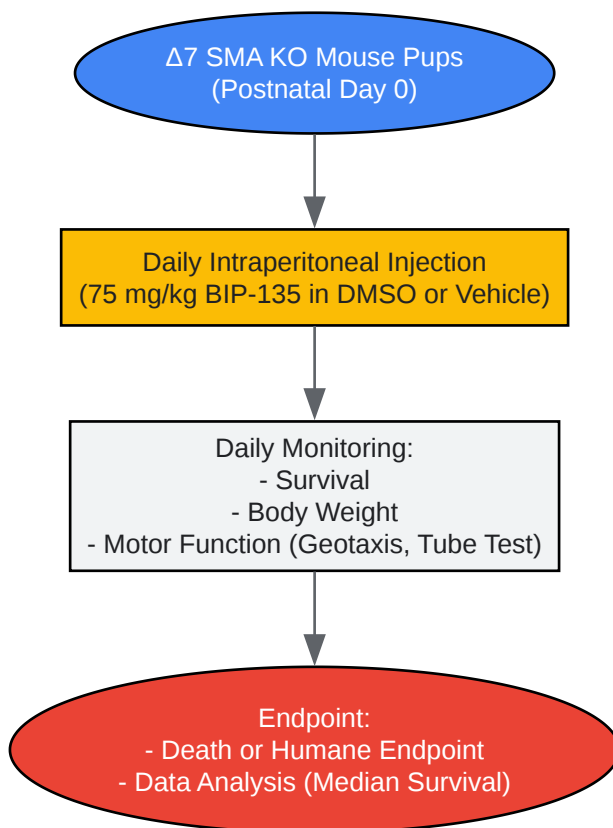 Δ7 SMA KO Mouse Pups
(Postnatal Day 0)
Daily Intraperitoneal Injection
(75 mg/kg BIP-135 in DMSO or Vehicle)
Daily Monitoring:
- Survival
- Body Weight
- Motor Function (Geotaxis, Tube Test)
Endpoint:
- Death or Humane Endpoint
- Data Analysis (Median Survival)